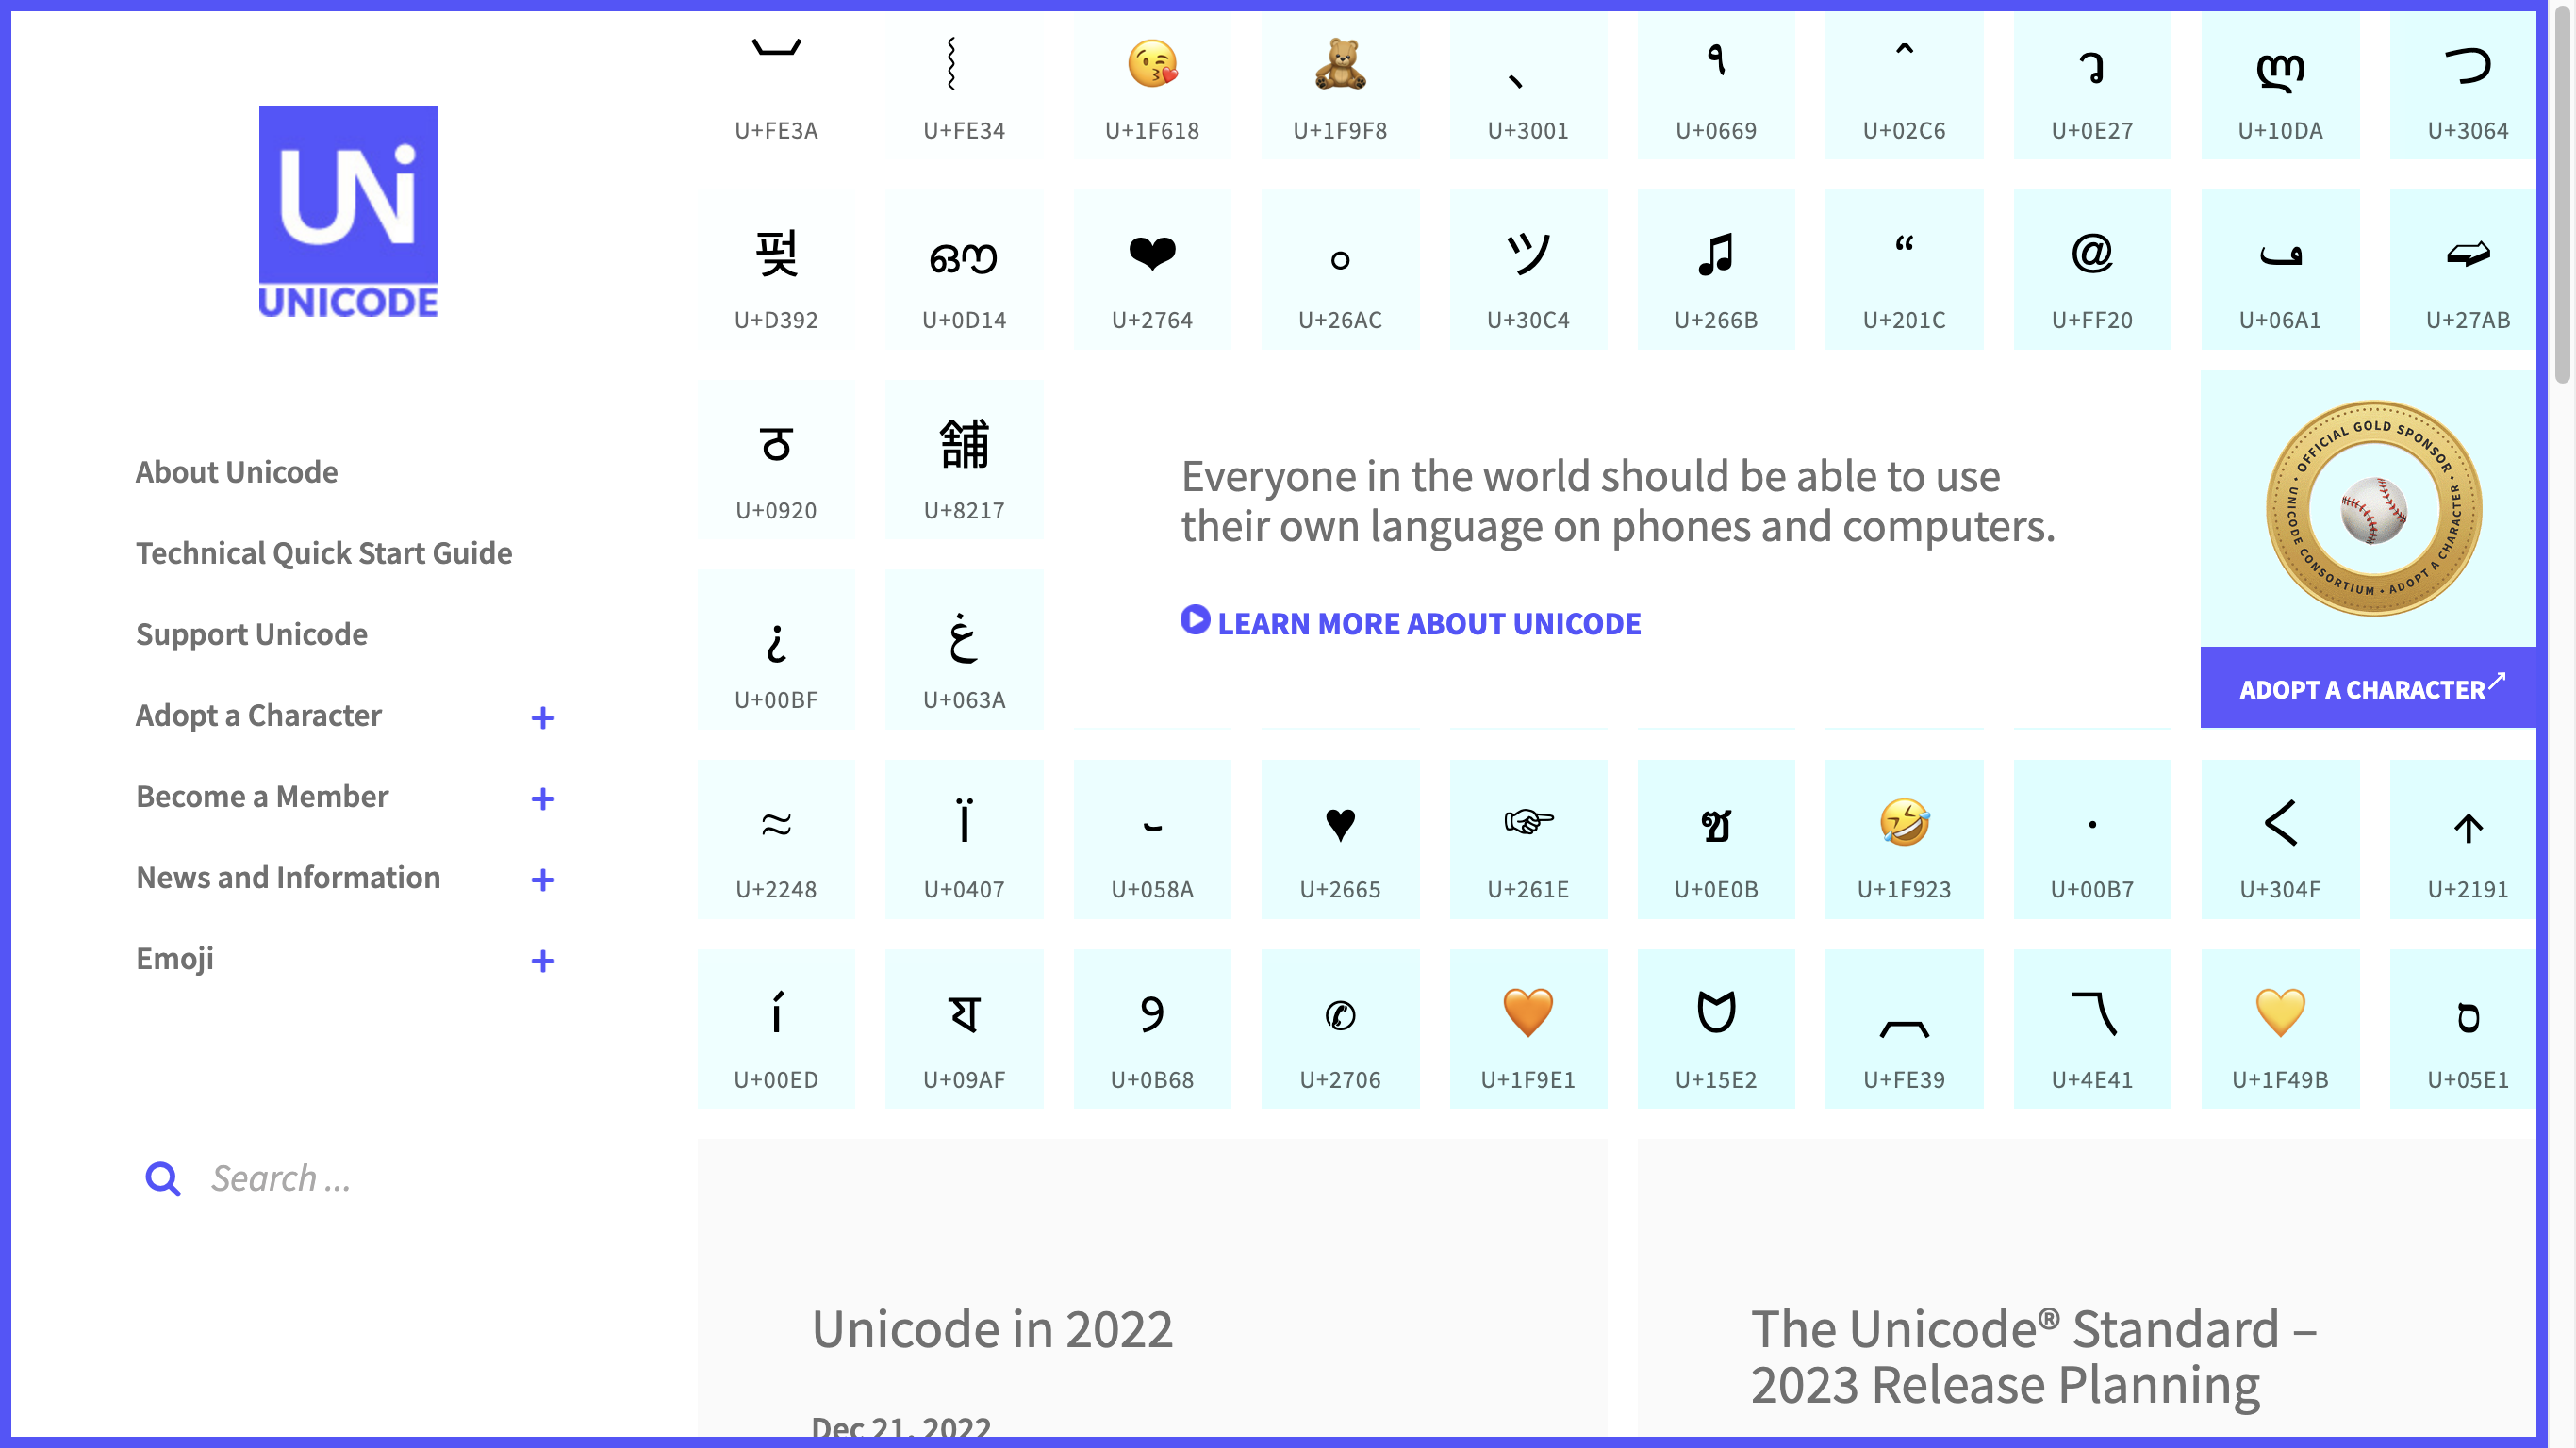 UNi
UNICODE
About Unicode
Technical Quick Start Guide
Support Unicode
Adopt a Character +
Become a Member +
News and Information +
Emoji +
Search ...
︺ ︴ 😘 🧸 、 ٩ ˆ ว ლ つ
U+FE3A U+FE34 U+1F618 U+1F9F8 U+3001 U+0669 U+02C6 U+0E27 U+10DA U+3064
펒 ഔ ❤ ⚬ ツ ♫ “ ＠ ڡ ➫
U+D392 U+0D14 U+2764 U+26AC U+30C4 U+266B U+201C U+FF20 U+06A1 U+27AB
ठ 舗
U+0920 U+8217
¿ غ
U+00BF U+063A
Everyone in the world should be able to use
their own language on phones and computers.
LEARN MORE ABOUT UNICODE
OFFICIAL GOLD SPONSOR • UNICODE CONSORTIUM • ADOPT A CHARACTER •
ADOPT A CHARACTER↗
≈ Ї ֊ ♥ ☞ ซ 🤣 · く ↑
U+2248 U+0407 U+058A U+2665 U+261E U+0E0B U+1F923 U+00B7 U+304F U+2191
í য ୨ ✆ 🧡 ᗢ ︹ 乁 💛 ס
U+00ED U+09AF U+0B68 U+2706 U+1F9E1 U+15E2 U+FE39 U+4E41 U+1F49B U+05E1
Unicode in 2022
Dec 21, 2022
The Unicode® Standard –
2023 Release Planning